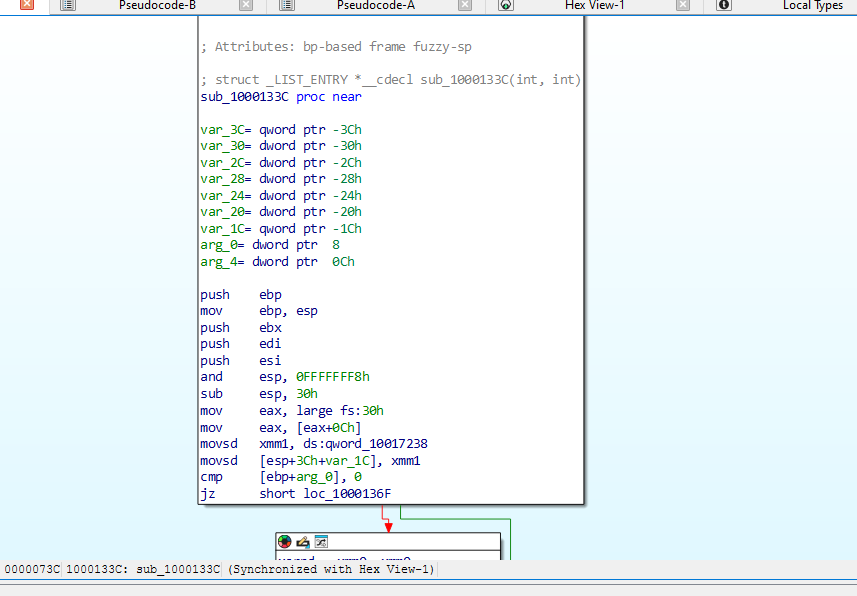 Pseudocode-B Pseudocode-A Hex View-1 Local Types
; Attributes: bp-based frame fuzzy-sp
; struct _LIST_ENTRY *__cdecl sub_1000133C(int, int)
sub_1000133C proc near
var_3C= qword ptr -3Ch
var_30= dword ptr -30h
var_2C= dword ptr -2Ch
var_28= dword ptr -28h
var_24= dword ptr -24h
var_20= dword ptr -20h
var_1C= qword ptr -1Ch
arg_0= dword ptr  8
arg_4= dword ptr  0Ch
push    ebp
mov     ebp, esp
push    ebx
push    edi
push    esi
and     esp, 0FFFFFFF8h
sub     esp, 30h
mov     eax, large fs:30h
mov     eax, [eax+0Ch]
movsd   xmm1, ds:qword_10017238
movsd   [esp+3Ch+var_1C], xmm1
cmp     [ebp+arg_0], 0
jz      short loc_1000136F
0000073C 1000133C: sub_1000133C (Synchronized with Hex View-1)